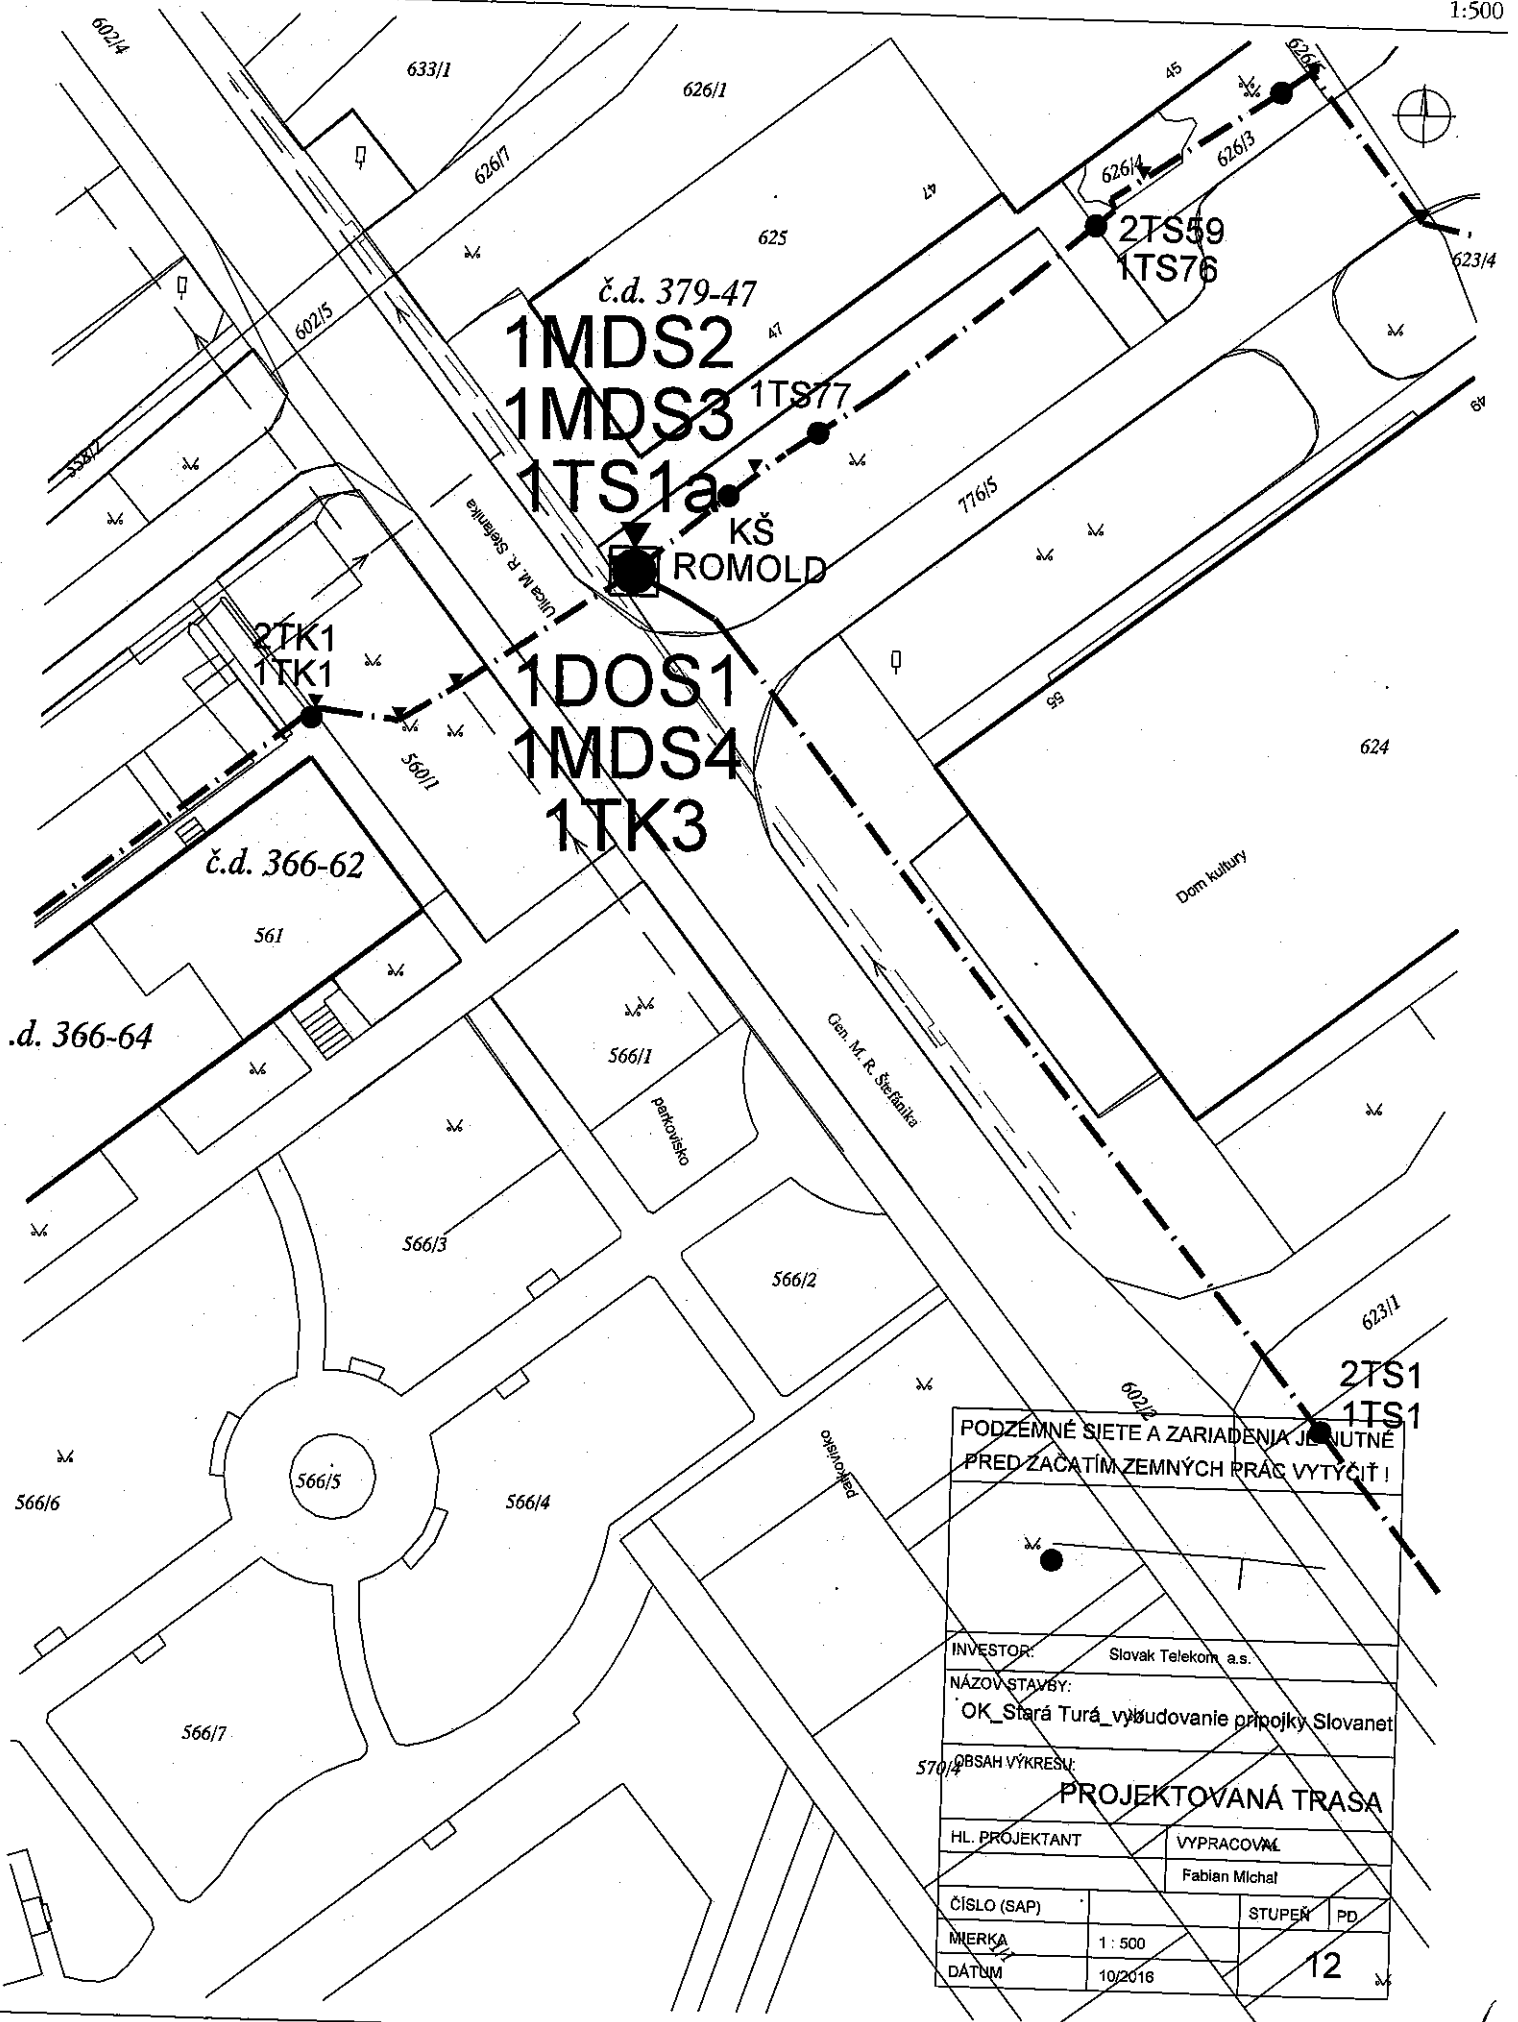 1:500
602/4
633/1
626/1
45
626/5
626/7
626/4
626/3
47
625
2TS59
1TS76
623/4
č.d. 379-47
602/5
47
1MDS2
1MDS3
1TS77
49
558/2
1TS1a
776/5
Ulica M. R. Štefánika
KŠ
ROMOLD
2TK1
1TK1
1DOS1
1MDS4
1TK3
55
624
560/1
č.d. 366-62
Dom kultury
561
.d. 366-64
566/1
Gen. M. R. Štefánika
parkovisko
566/3
566/2
623/1
2TS1
1TS1
602/2
parkovisko
566/6
566/5
566/4
566/7
570/4
PODZEMNÉ SIETE A ZARIADENIA JE NUTNÉ
PRED ZAČATÍM ZEMNÝCH PRÁC VYTÝČIŤ !
INVESTOR: Slovak Telekom a.s.
NÁZOV STAVBY:
OK_Stará Turá_vybudovanie prípojky Slovanet
OBSAH VÝKRESU:
PROJEKTOVANÁ TRASA
HL. PROJEKTANT VYPRACOVAL
Fabian Michal
ČÍSLO (SAP) STUPEŇ PD
MIERKA 1 : 500
1/1
DÁTUM 10/2016 12